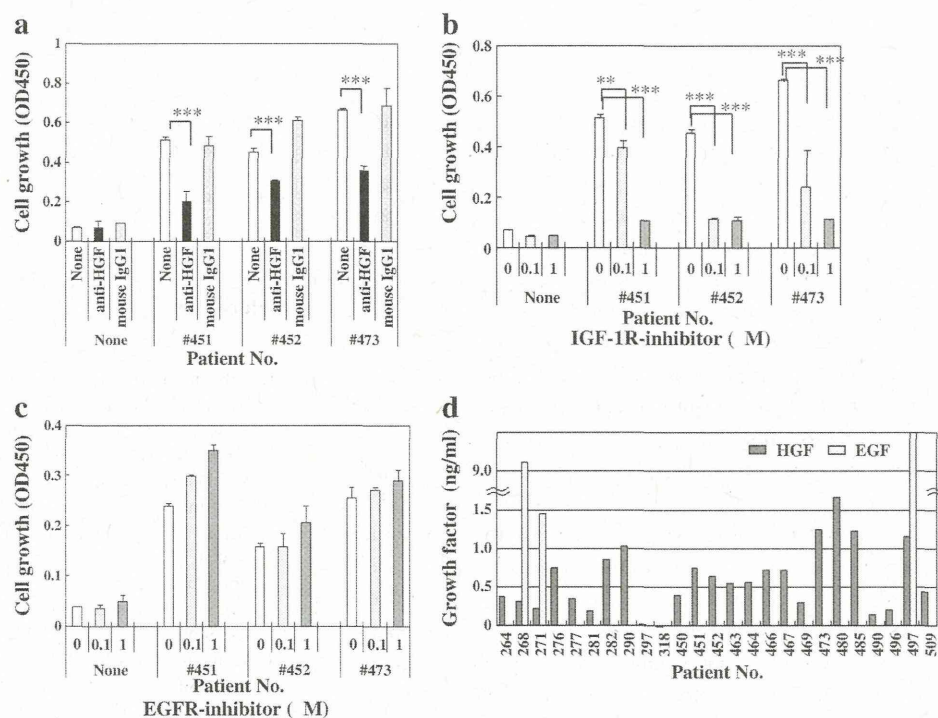 a
Cell growth (OD450)
1
0.8
0.6
0.4
0.2
0
***
***
***
None
anti-HGF
mouse IgG1
None
anti-HGF
mouse IgG1
None
anti-HGF
mouse IgG1
None
anti-HGF
mouse IgG1
None
#451
#452
#473
Patient No.
b
Cell growth (OD450)
0.8
0.6
0.4
0.2
0
**
***
***
***
***
***
0 0.1 1
0 0.1 1
0 0.1 1
0 0.1 1
None
#451
#452
#473
Patient No.
IGF-1R-inhibitor ( M)
c
Cell growth (OD450)
0.4
0.3
0.2
0.1
0
0 0.1 1
0 0.1 1
0 0.1 1
0 0.1 1
None
#451
#452
#473
Patient No.
EGFR-inhibitor ( M)
d
Growth factor (ng/ml)
HGF
EGF
9.0
1.5
1.0
0.5
0
264
268
271
276
277
281
282
290
297
318
450
451
452
463
464
466
467
469
473
480
485
490
496
497
509
Patient No.